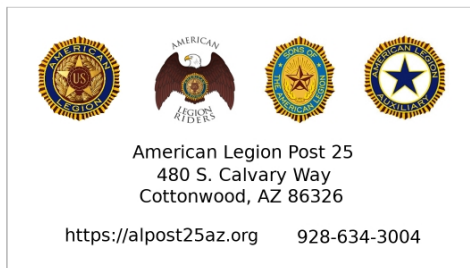 AMERICAN LEGION
US
AMERICAN
LEGION RIDERS
SONS OF THE AMERICAN LEGION
AMERICAN LEGION AUXILIARY
American Legion Post 25
480 S. Calvary Way
Cottonwood, AZ 86326
https://alpost25az.org 928-634-3004